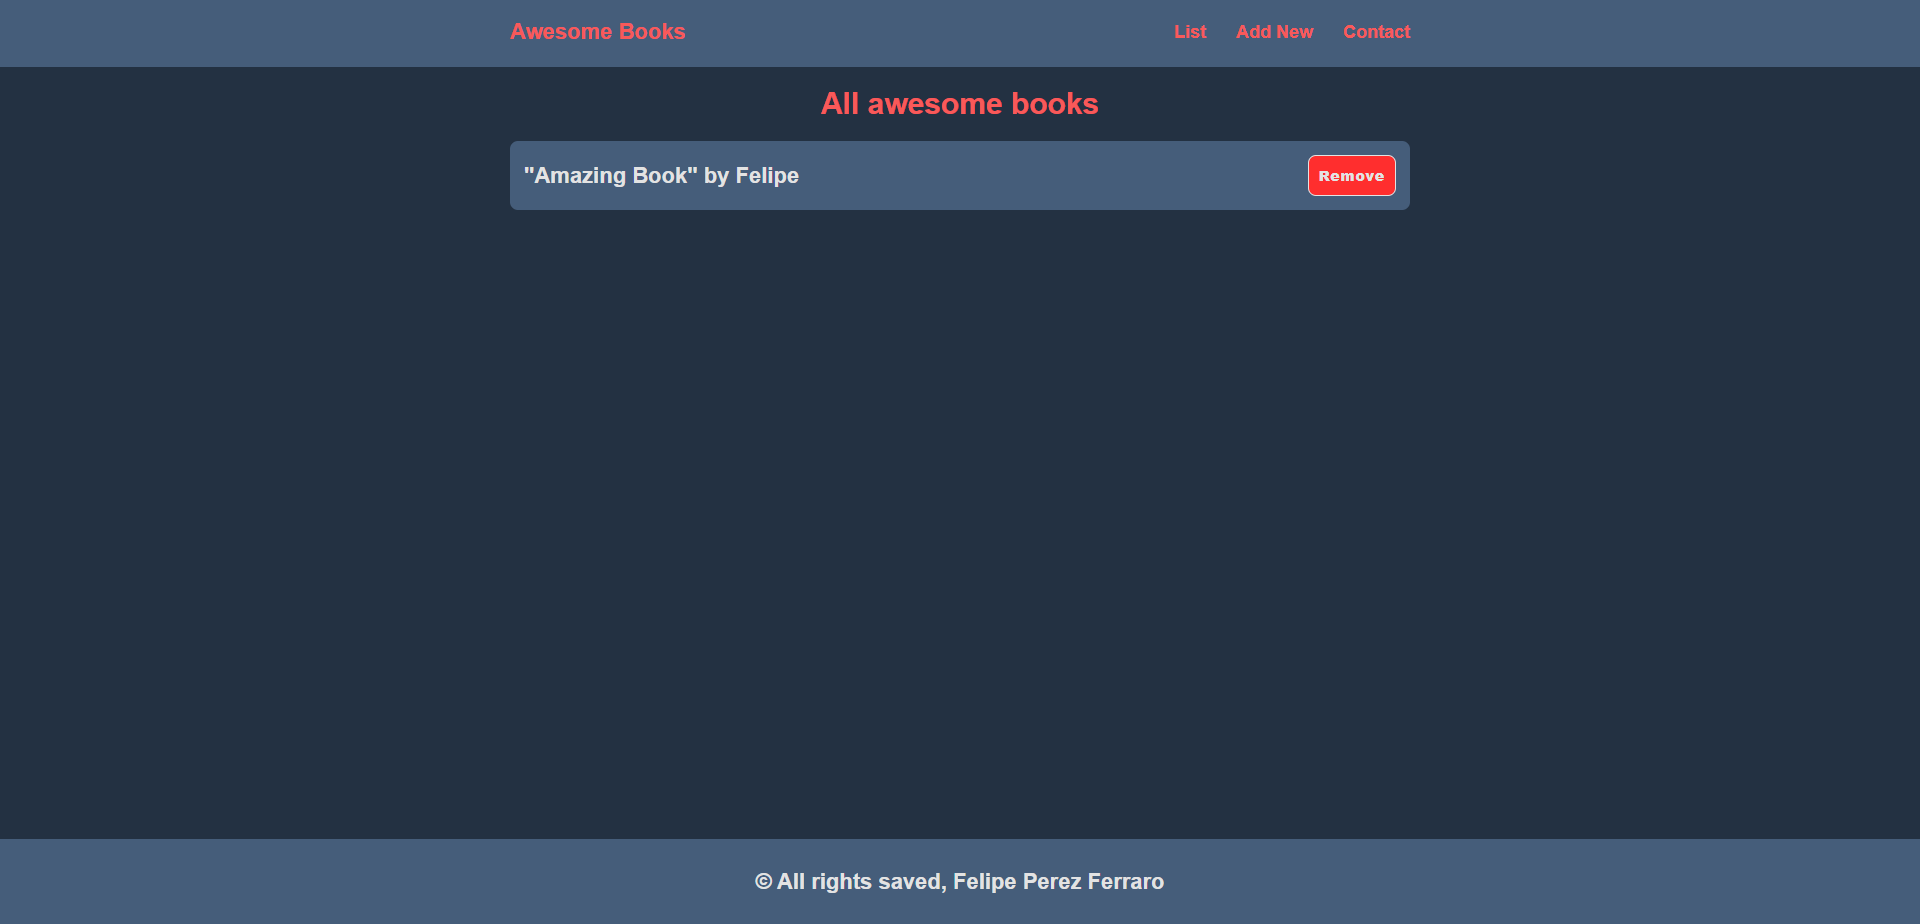 Awesome Books
List Add New Contact
All awesome books
"Amazing Book" by Felipe
Remove
© All rights saved, Felipe Perez Ferraro